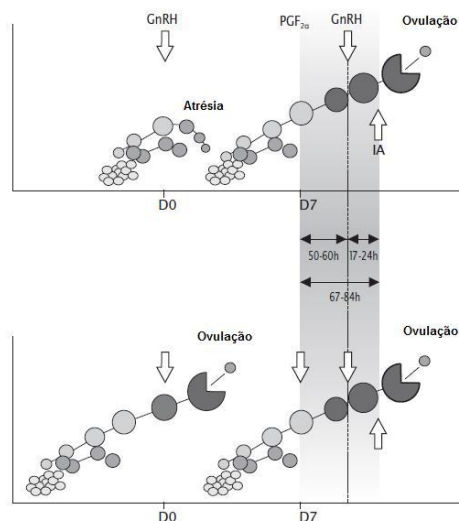 GnRH PGF2α GnRH Ovulação
Atrésia
IA
D0 D7
50-60h 17-24h
67-84h
Ovulação Ovulação
D0 D7